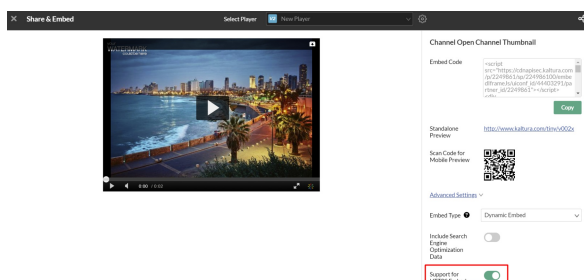 Share & Embed
Select Player
New Player
Channel Open Channel Thumbnail
WATERMARK
Embed Code
<script
src="https://cdnapisec.kaltura.com
/p/2249861/sp/224986100/embe
dIframeJs/uiconf_id/44403291/pa
rtner_id/2249861"></script>
Copy
Standalone
Preview
http://www.kaltura.com/tiny/v002x
Scan Code for
Mobile Preview
0:00 / 0:03
Advanced Settings
Embed Type
Dynamic Embed
Include Search
Engine
Optimization
Data
Support for